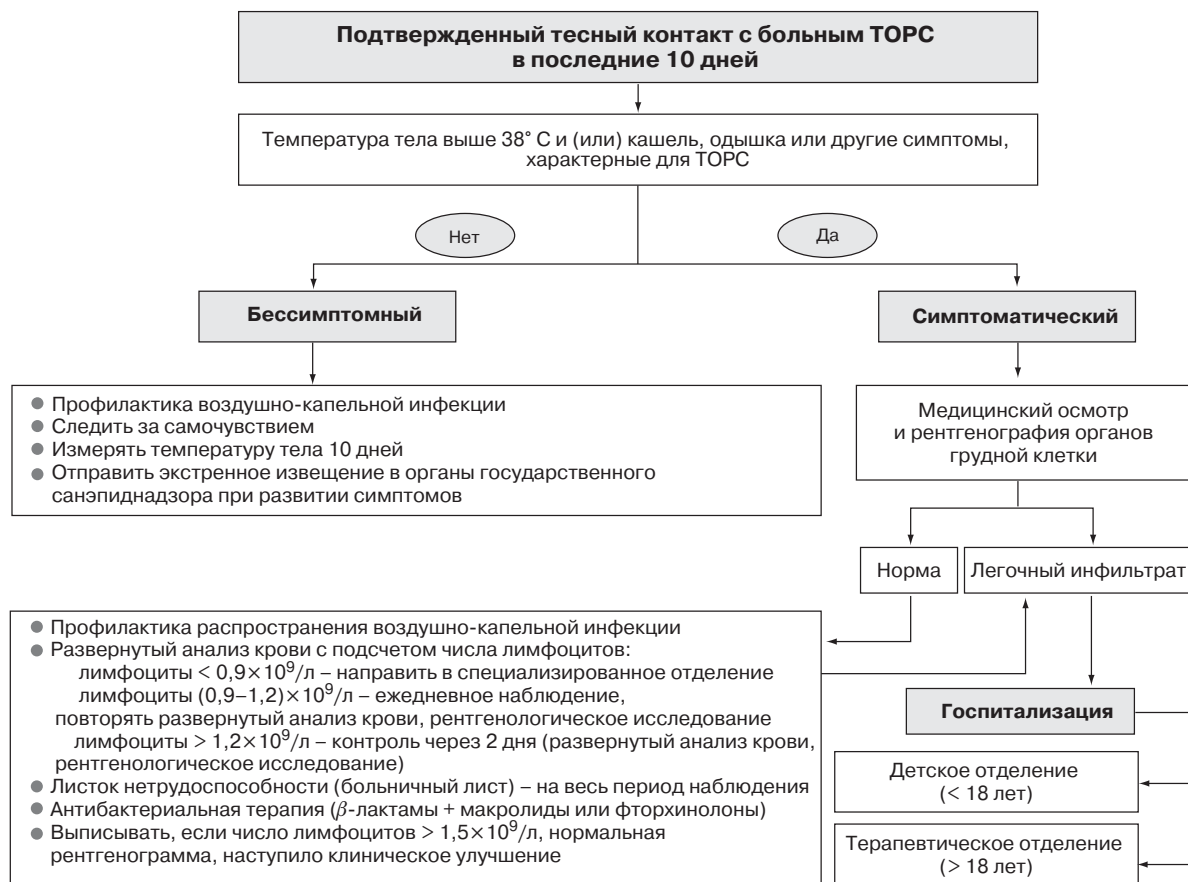 Подтвержденный тесный контакт с больным ТОРС
в последние 10 дней
Температура тела выше 38° С и (или) кашель, одышка или другие симптомы,
характерные для ТОРС
Нет
Да
Бессимптомный
Симптоматический
● Профилактика воздушно-капельной инфекции
● Следить за самочувствием
● Измерять температуру тела 10 дней
● Отправить экстренное извещение в органы государственного
санэпиднадзора при развитии симптомов
Медицинский осмотр
и рентгенография органов
грудной клетки
Норма
Легочный инфильтрат
● Профилактика распространения воздушно-капельной инфекции
● Развернутый анализ крови с подсчетом числа лимфоцитов:
лимфоциты < 0,9×10⁹/л – направить в специализированное отделение
лимфоциты (0,9–1,2)×10⁹/л – ежедневное наблюдение,
повторять развернутый анализ крови, рентгенологическое исследование
лимфоциты > 1,2×10⁹/л – контроль через 2 дня (развернутый анализ крови,
рентгенологическое исследование)
● Листок нетрудоспособности (больничный лист) – на весь период наблюдения
● Антибактериальная терапия (β-лактамы + макролиды или фторхинолоны)
● Выписывать, если число лимфоцитов > 1,5×10⁹/л, нормальная
рентгенограмма, наступило клиническое улучшение
Госпитализация
Детское отделение
(< 18 лет)
Терапевтическое отделение
(> 18 лет)